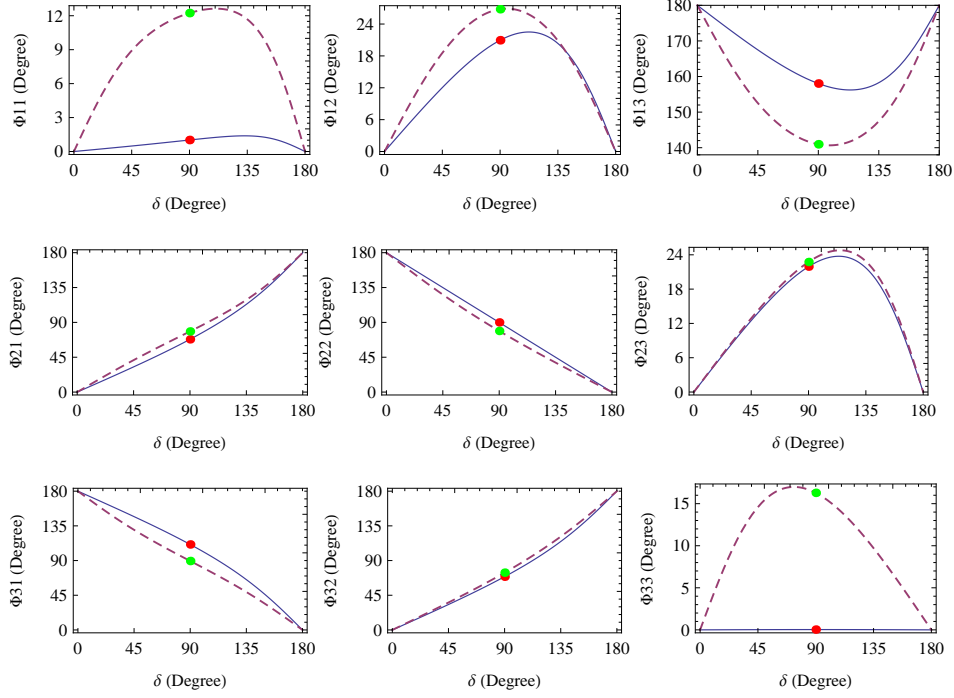 Φ11 (Degree)
12
9
6
3
0
0 45 90 135 180
δ (Degree)
Φ12 (Degree)
24
18
12
6
0
0 45 90 135 180
δ (Degree)
Φ13 (Degree)
180
170
160
150
140
0 45 90 135 180
δ (Degree)
Φ21 (Degree)
180
135
90
45
0
0 45 90 135 180
δ (Degree)
Φ22 (Degree)
180
135
90
45
0
0 45 90 135 180
δ (Degree)
Φ23 (Degree)
24
18
12
6
0
0 45 90 135 180
δ (Degree)
Φ31 (Degree)
180
135
90
45
0
0 45 90 135 180
δ (Degree)
Φ32 (Degree)
180
135
90
45
0
0 45 90 135 180
δ (Degree)
Φ33 (Degree)
15
10
5
0
0 45 90 135 180
δ (Degree)